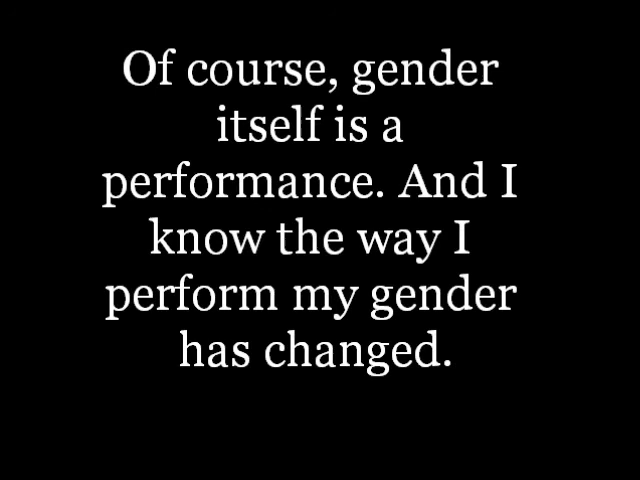 Of course, gender
itself is a
performance. And I
know the way I
perform my gender
has changed.